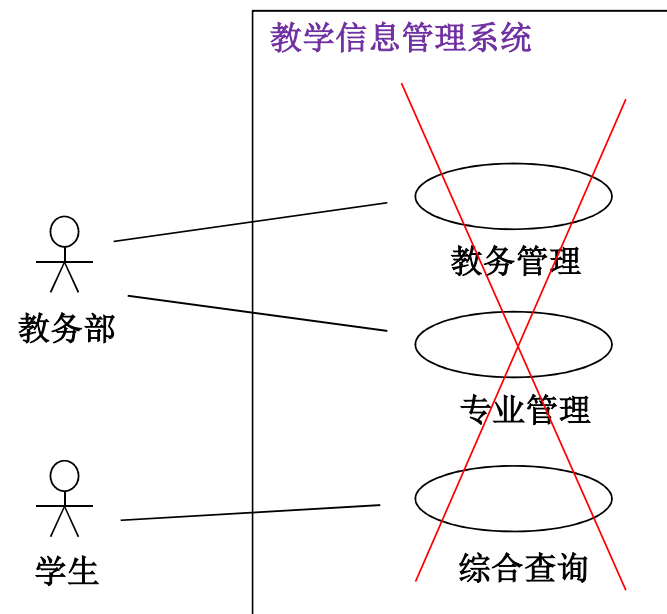 教学信息管理系统
教务管理
教务部
专业管理
综合查询
学生